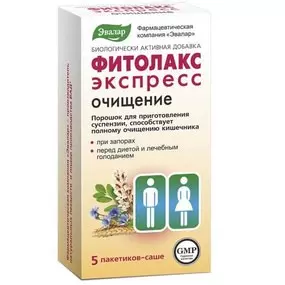 Эвалар
Фармацевтическая
компания «Эвалар»
БИОЛОГИЧЕСКИ АКТИВНАЯ ДОБАВКА
ФИТОЛАКС
ЭКСПРЕСС
ОЧИЩЕНИЕ
Порошок для приготовления
суспензии, способствует
полному очищению кишечника
• при запорах
• перед диетой и лечебным
голоданием
GMP
5 пакетиков-саше